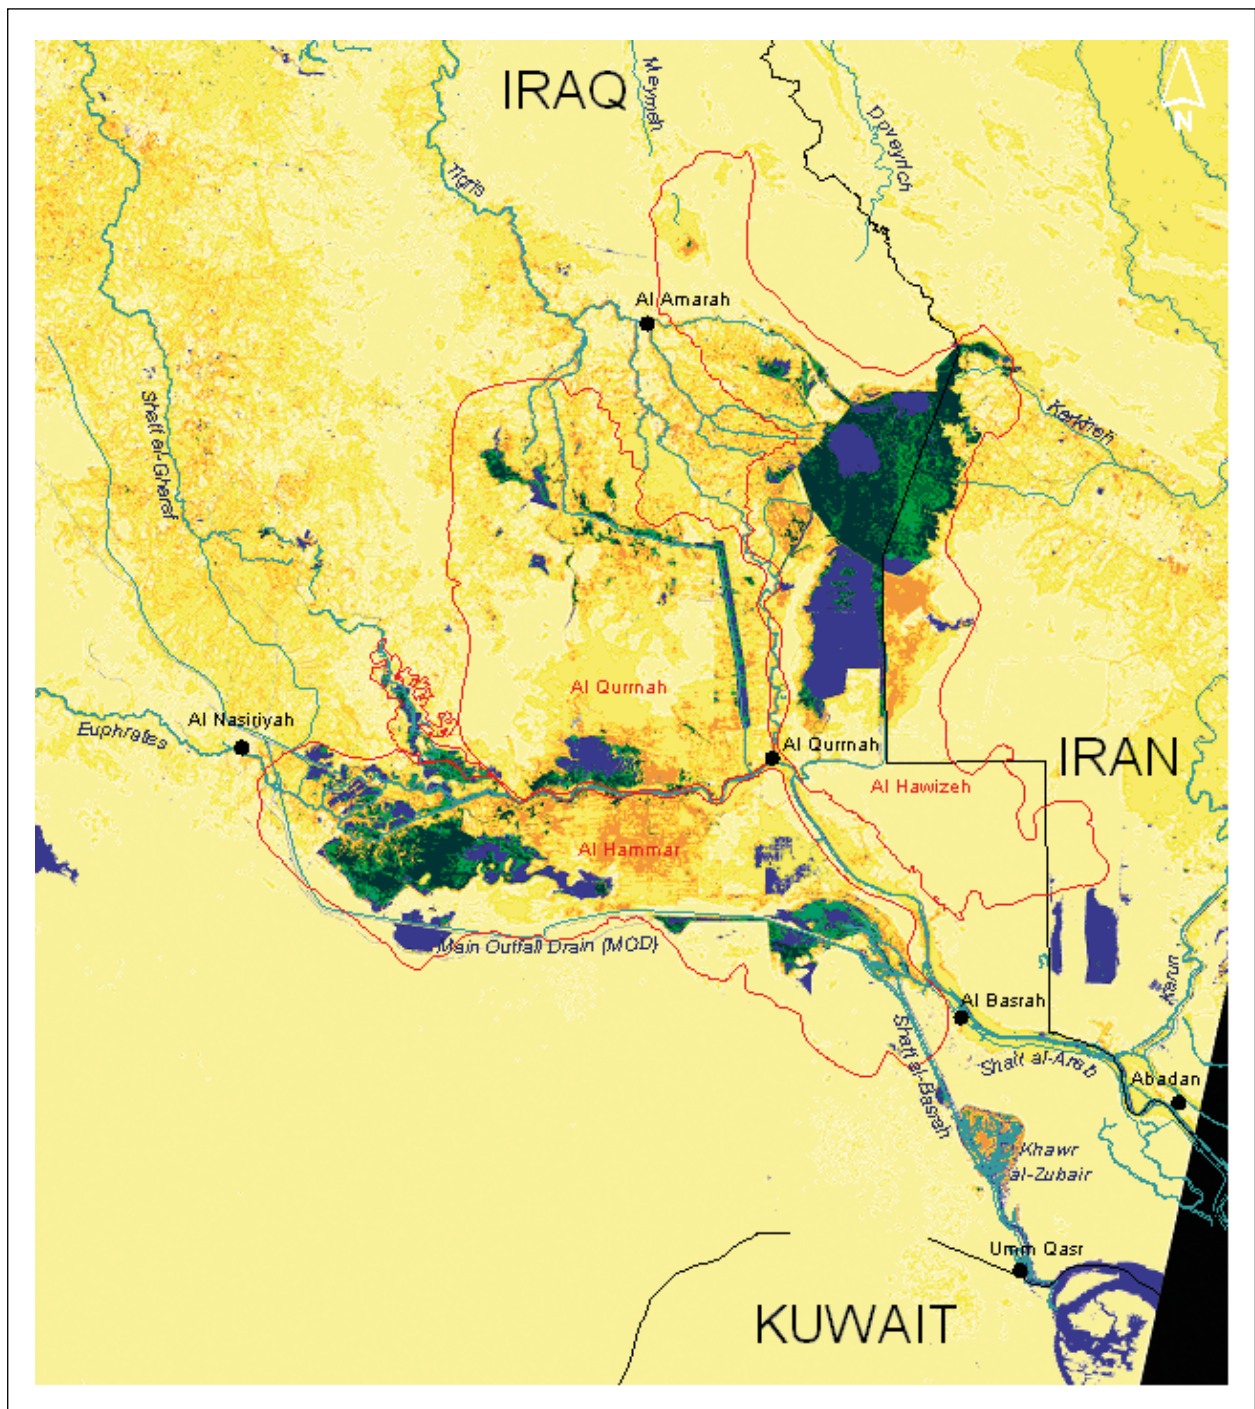 IRAQ
Meymeh
Doveyrich
N
Tigris
Al Amarah
Shatt al-Gharaf
Kerkheh
Al Qurnah
Euphrates
Al Nasiriyah
Al Qurnah
IRAN
Al Hawizeh
Al Hammar
Main Outfall Drain (MOD)
Karun
Al Basrah
Shatt al-Basrah
Shatt al-Arab
Abadan
Khawr
al-Zubair
Umm Qasr
KUWAIT